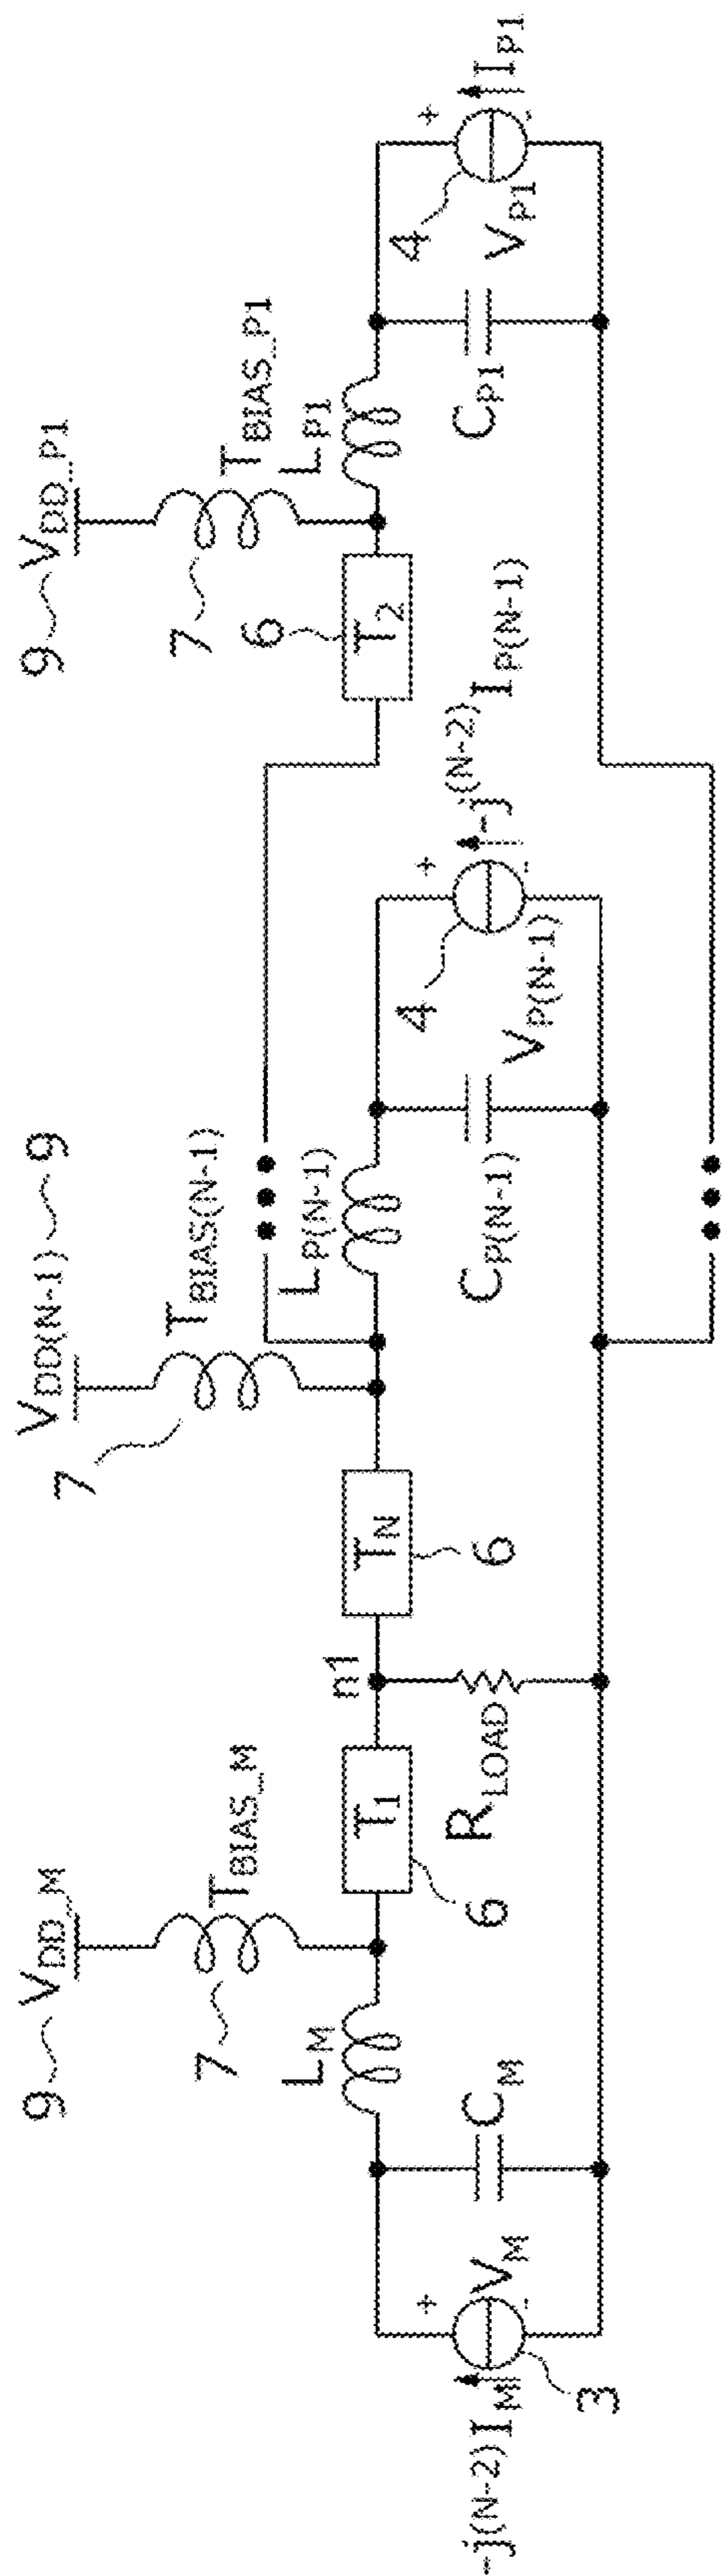 9 V_DD_M
T_BIAS_M
7
L_M
C_M
V_M
+
-
-j^(N-2) I_M
3
T_1
6
n1
R_LOAD
T_N
6
V_DD(N-1) 9
T_BIAS(N-1)
7
L_P(N-1)
C_P(N-1)
V_P(N-1)
4
+
-
-j^(N-2) I_P(N-1)
T_2
6
9 V_DD_P1
T_BIAS_P1
7
L_P1
C_P1
V_P1
4
+
-
I_P1